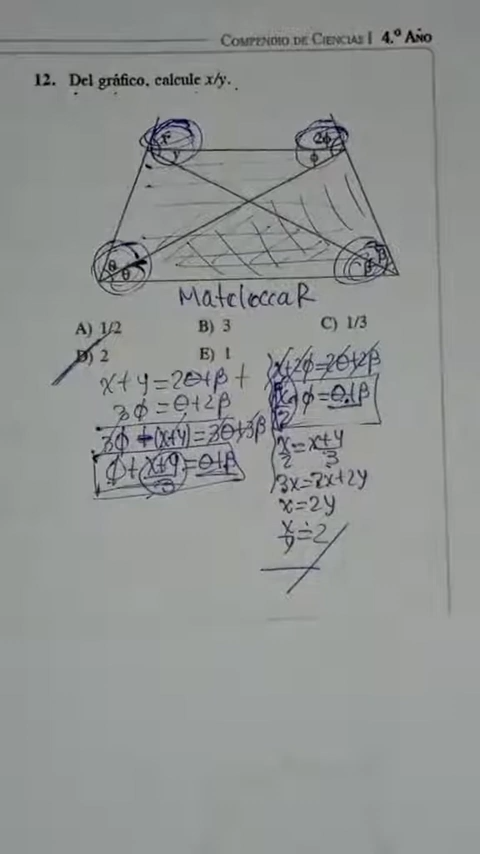 COMPENDIO DE CIENCIAS I 4.º AÑO
12. Del gráfico, calcule x/y.
x 2ϕ
y ϕ
θ β
θ β
MateloccaR
A) 1/2 B) 3 C) 1/3
D) 2 E) 1
x+y=2θ+β +
3ϕ=θ+2β
3ϕ+(x+y)=3θ+3β
ϕ+(x+y)/3=θ+β
x+2ϕ=2θ+2β
x/2+ϕ=θ+β
x/2=x+y/3
3x=2x+2y
x=2y
x/y=2